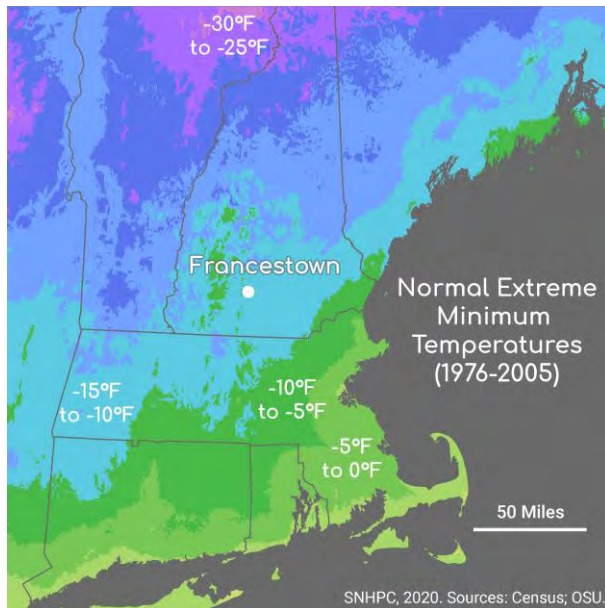 -30°F
to -25°F
Francestown
Normal Extreme
Minimum
Temperatures
(1976-2005)
-15°F
to -10°F
-10°F
to -5°F
-5°F
to 0°F
50 Miles
SNHPC, 2020. Sources: Census; OSU.